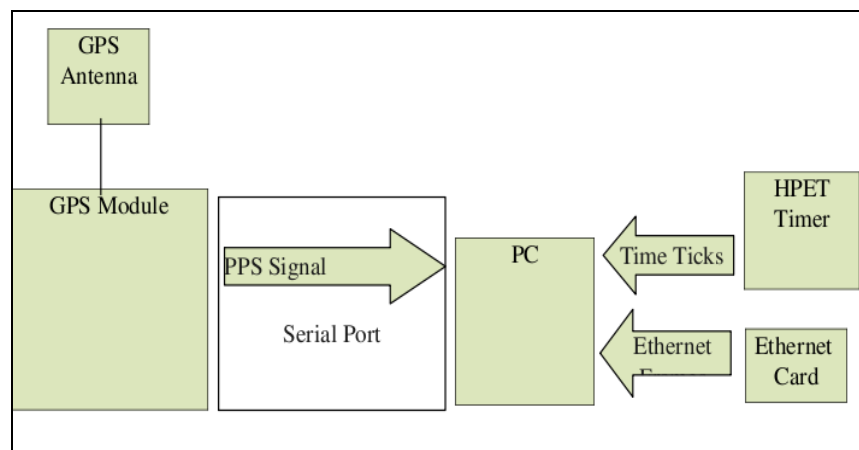 GPS
Antenna
GPS Module
PPS Signal
Serial Port
PC
HPET
Timer
Time Ticks
Ethernet
Ethernet
Card